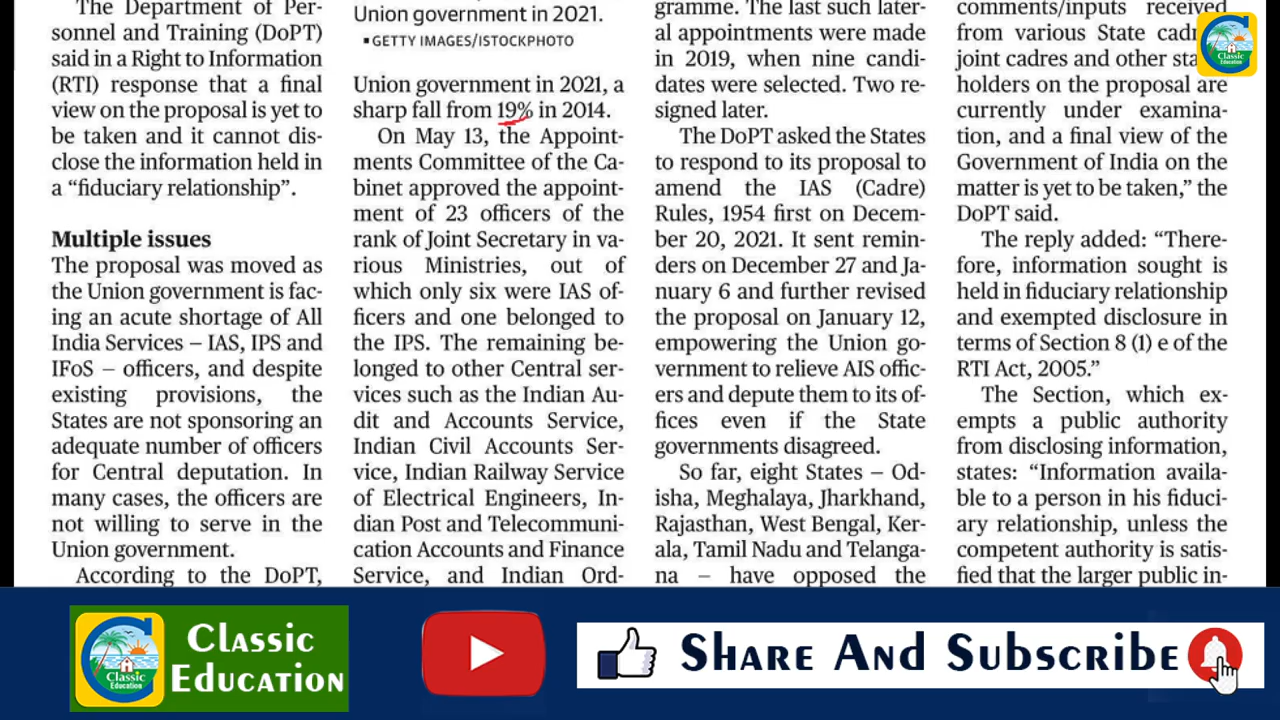 The Department of Per-
sonnel and Training (DoPT)
said in a Right to Information
(RTI) response that a final
view on the proposal is yet to
be taken and it cannot dis-
close the information held in
a “fiduciary relationship”.
Multiple issues
The proposal was moved as
the Union government is fac-
ing an acute shortage of All
India Services – IAS, IPS and
IFoS – officers, and despite
existing provisions, the
States are not sponsoring an
adequate number of officers
for Central deputation. In
many cases, the officers are
not willing to serve in the
Union government.
According to the DoPT,
Union government in 2021.
▪ GETTY IMAGES/ISTOCKPHOTO
Union government in 2021, a
sharp fall from 19% in 2014.
On May 13, the Appoint-
ments Committee of the Ca-
binet approved the appoint-
ment of 23 officers of the
rank of Joint Secretary in va-
rious Ministries, out of
which only six were IAS of-
ficers and one belonged to
the IPS. The remaining be-
longed to other Central ser-
vices such as the Indian Au-
dit and Accounts Service,
Indian Civil Accounts Ser-
vice, Indian Railway Service
of Electrical Engineers, In-
dian Post and Telecommuni-
cation Accounts and Finance
Service, and Indian Ord-
gramme. The last such later-
al appointments were made
in 2019, when nine candi-
dates were selected. Two re-
signed later.
The DoPT asked the States
to respond to its proposal to
amend the IAS (Cadre)
Rules, 1954 first on Decem-
ber 20, 2021. It sent remin-
ders on December 27 and Ja-
nuary 6 and further revised
the proposal on January 12,
empowering the Union go-
vernment to relieve AIS offic-
ers and depute them to its of-
fices even if the State
governments disagreed.
So far, eight States – Od-
isha, Meghalaya, Jharkhand,
Rajasthan, West Bengal, Ker-
ala, Tamil Nadu and Telanga-
na – have opposed the
comments/inputs received
from various State cad
joint cadres and other sta
holders on the proposal are
currently under examina-
tion, and a final view of the
Government of India on the
matter is yet to be taken,” the
DoPT said.
The reply added: “There-
fore, information sought is
held in fiduciary relationship
and exempted disclosure in
terms of Section 8 (1) e of the
RTI Act, 2005.”
The Section, which ex-
empts a public authority
from disclosing information,
states: “Information availa-
ble to a person in his fiduci-
ary relationship, unless the
competent authority is satis-
fied that the larger public in-
Classic
Education
Classic
Education
Classic
Education
Share And Subscribe